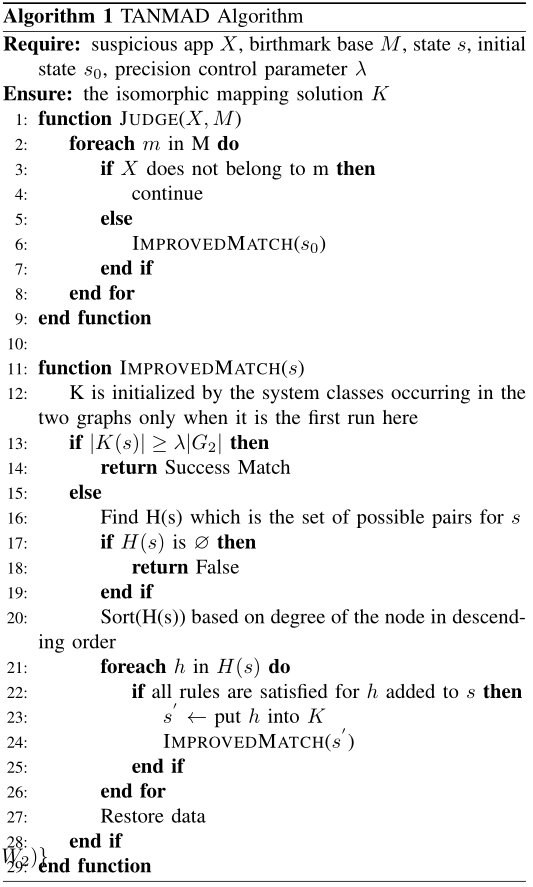 Algorithm 1 TANMAD Algorithm
Require: suspicious app X, birthmark base M, state s, initial
state s₀, precision control parameter λ
Ensure: the isomorphic mapping solution K
1: function JUDGE(X, M)
2: foreach m in M do
3: if X does not belong to m then
4: continue
5: else
6: IMPROVEDMATCH(s₀)
7: end if
8: end for
9: end function
10:
11: function IMPROVEDMATCH(s)
12: K is initialized by the system classes occurring in the
two graphs only when it is the first run here
13: if |K(s)| ≥ λ|G₂| then
14: return Success Match
15: else
16: Find H(s) which is the set of possible pairs for s
17: if H(s) is ∅ then
18: return False
19: end if
20: Sort(H(s)) based on degree of the node in descend-
ing order
21: foreach h in H(s) do
22: if all rules are satisfied for h added to s then
23: s′ ← put h into K
24: IMPROVEDMATCH(s′)
25: end if
26: end for
27: Restore data
28: end if
W₂)}
29: end function